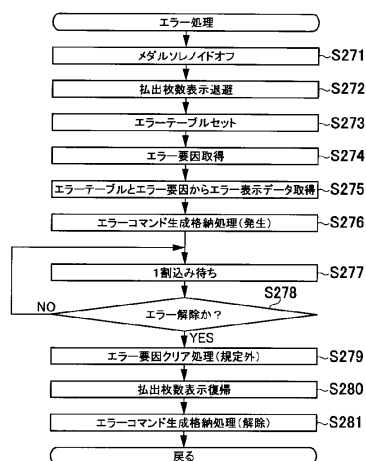 エラー処理
メダルソレノイドオフ
S271
払出枚数表示退避
S272
エラーテーブルセット
S273
エラー要因取得
S274
エラーテーブルとエラー要因からエラー表示データ取得
S275
エラーコマンド生成格納処理(発生)
S276
1割込み待ち
S277
S278
エラー解除か?
NO
YES
エラー要因クリア処理(規定外)
S279
払出枚数表示復帰
S280
エラーコマンド生成格納処理(解除)
S281
戻る